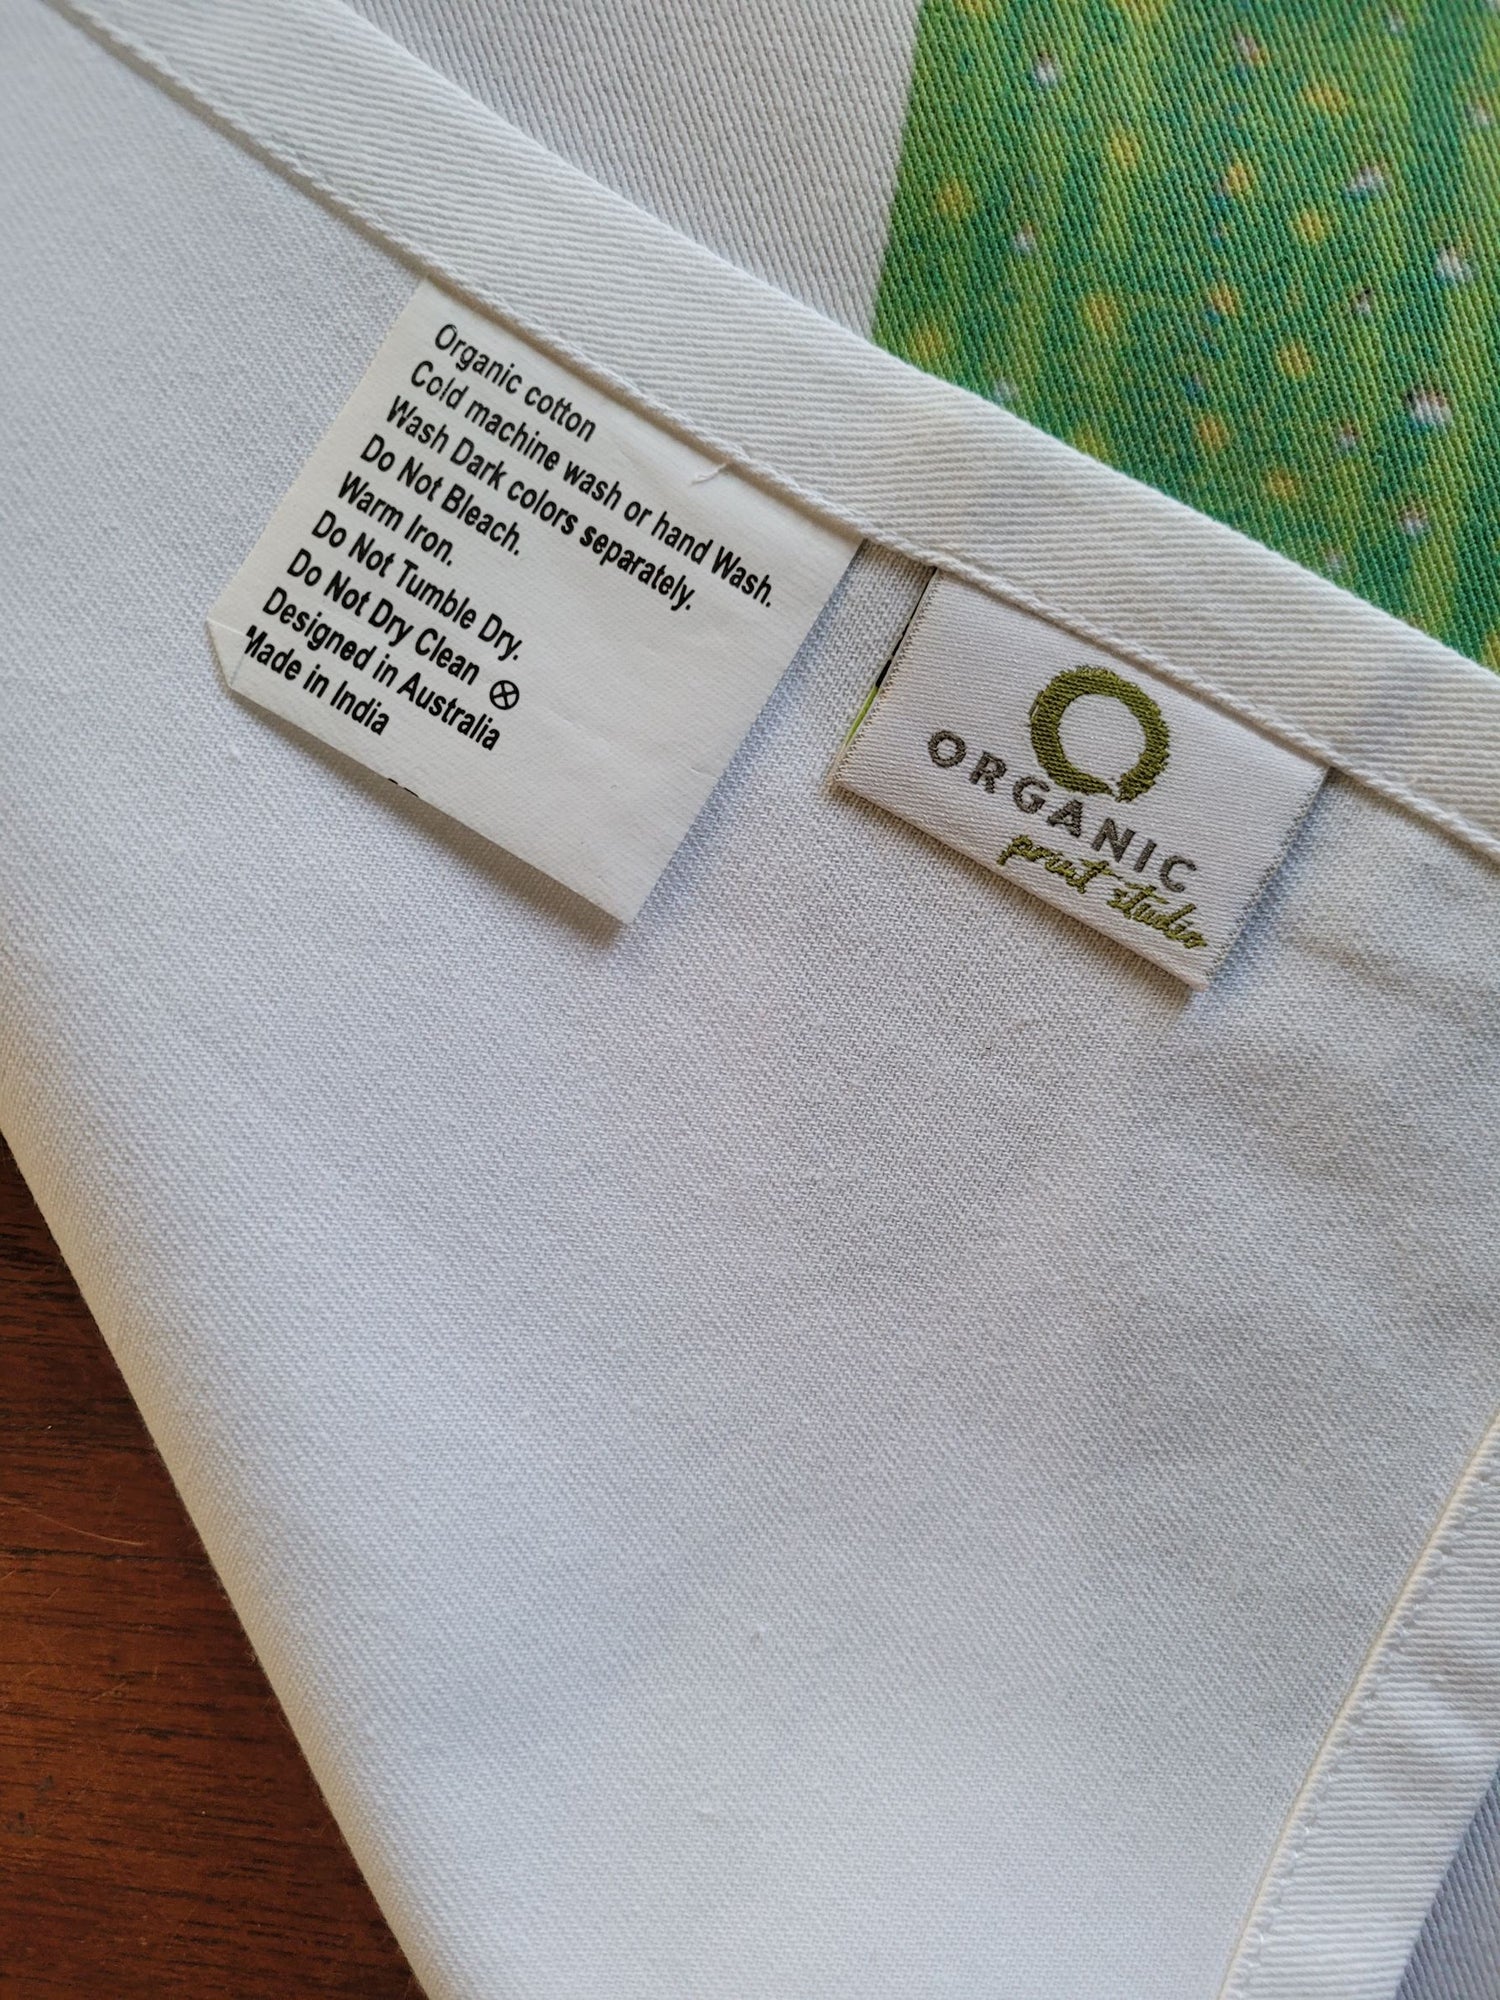 Organic cotton
Cold machine wash or hand Wash.
Wash Dark colors separately.
Do Not Bleach.
Warm Iron.
Do Not Tumble Dry.
Do Not Dry Clean
Designed in Australia
Made in India
ORGANIC
print studio